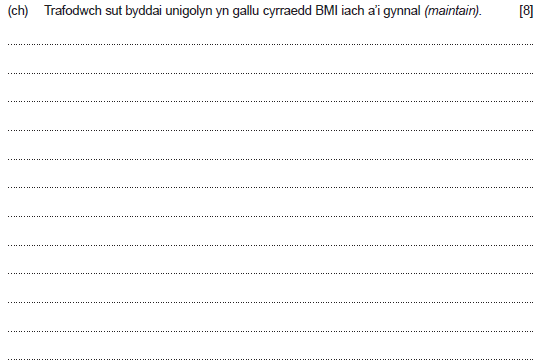 (ch) Trafodwch sut byddai unigolyn yn gallu cyrraedd BMI iach a'i gynnal (maintain). [8]